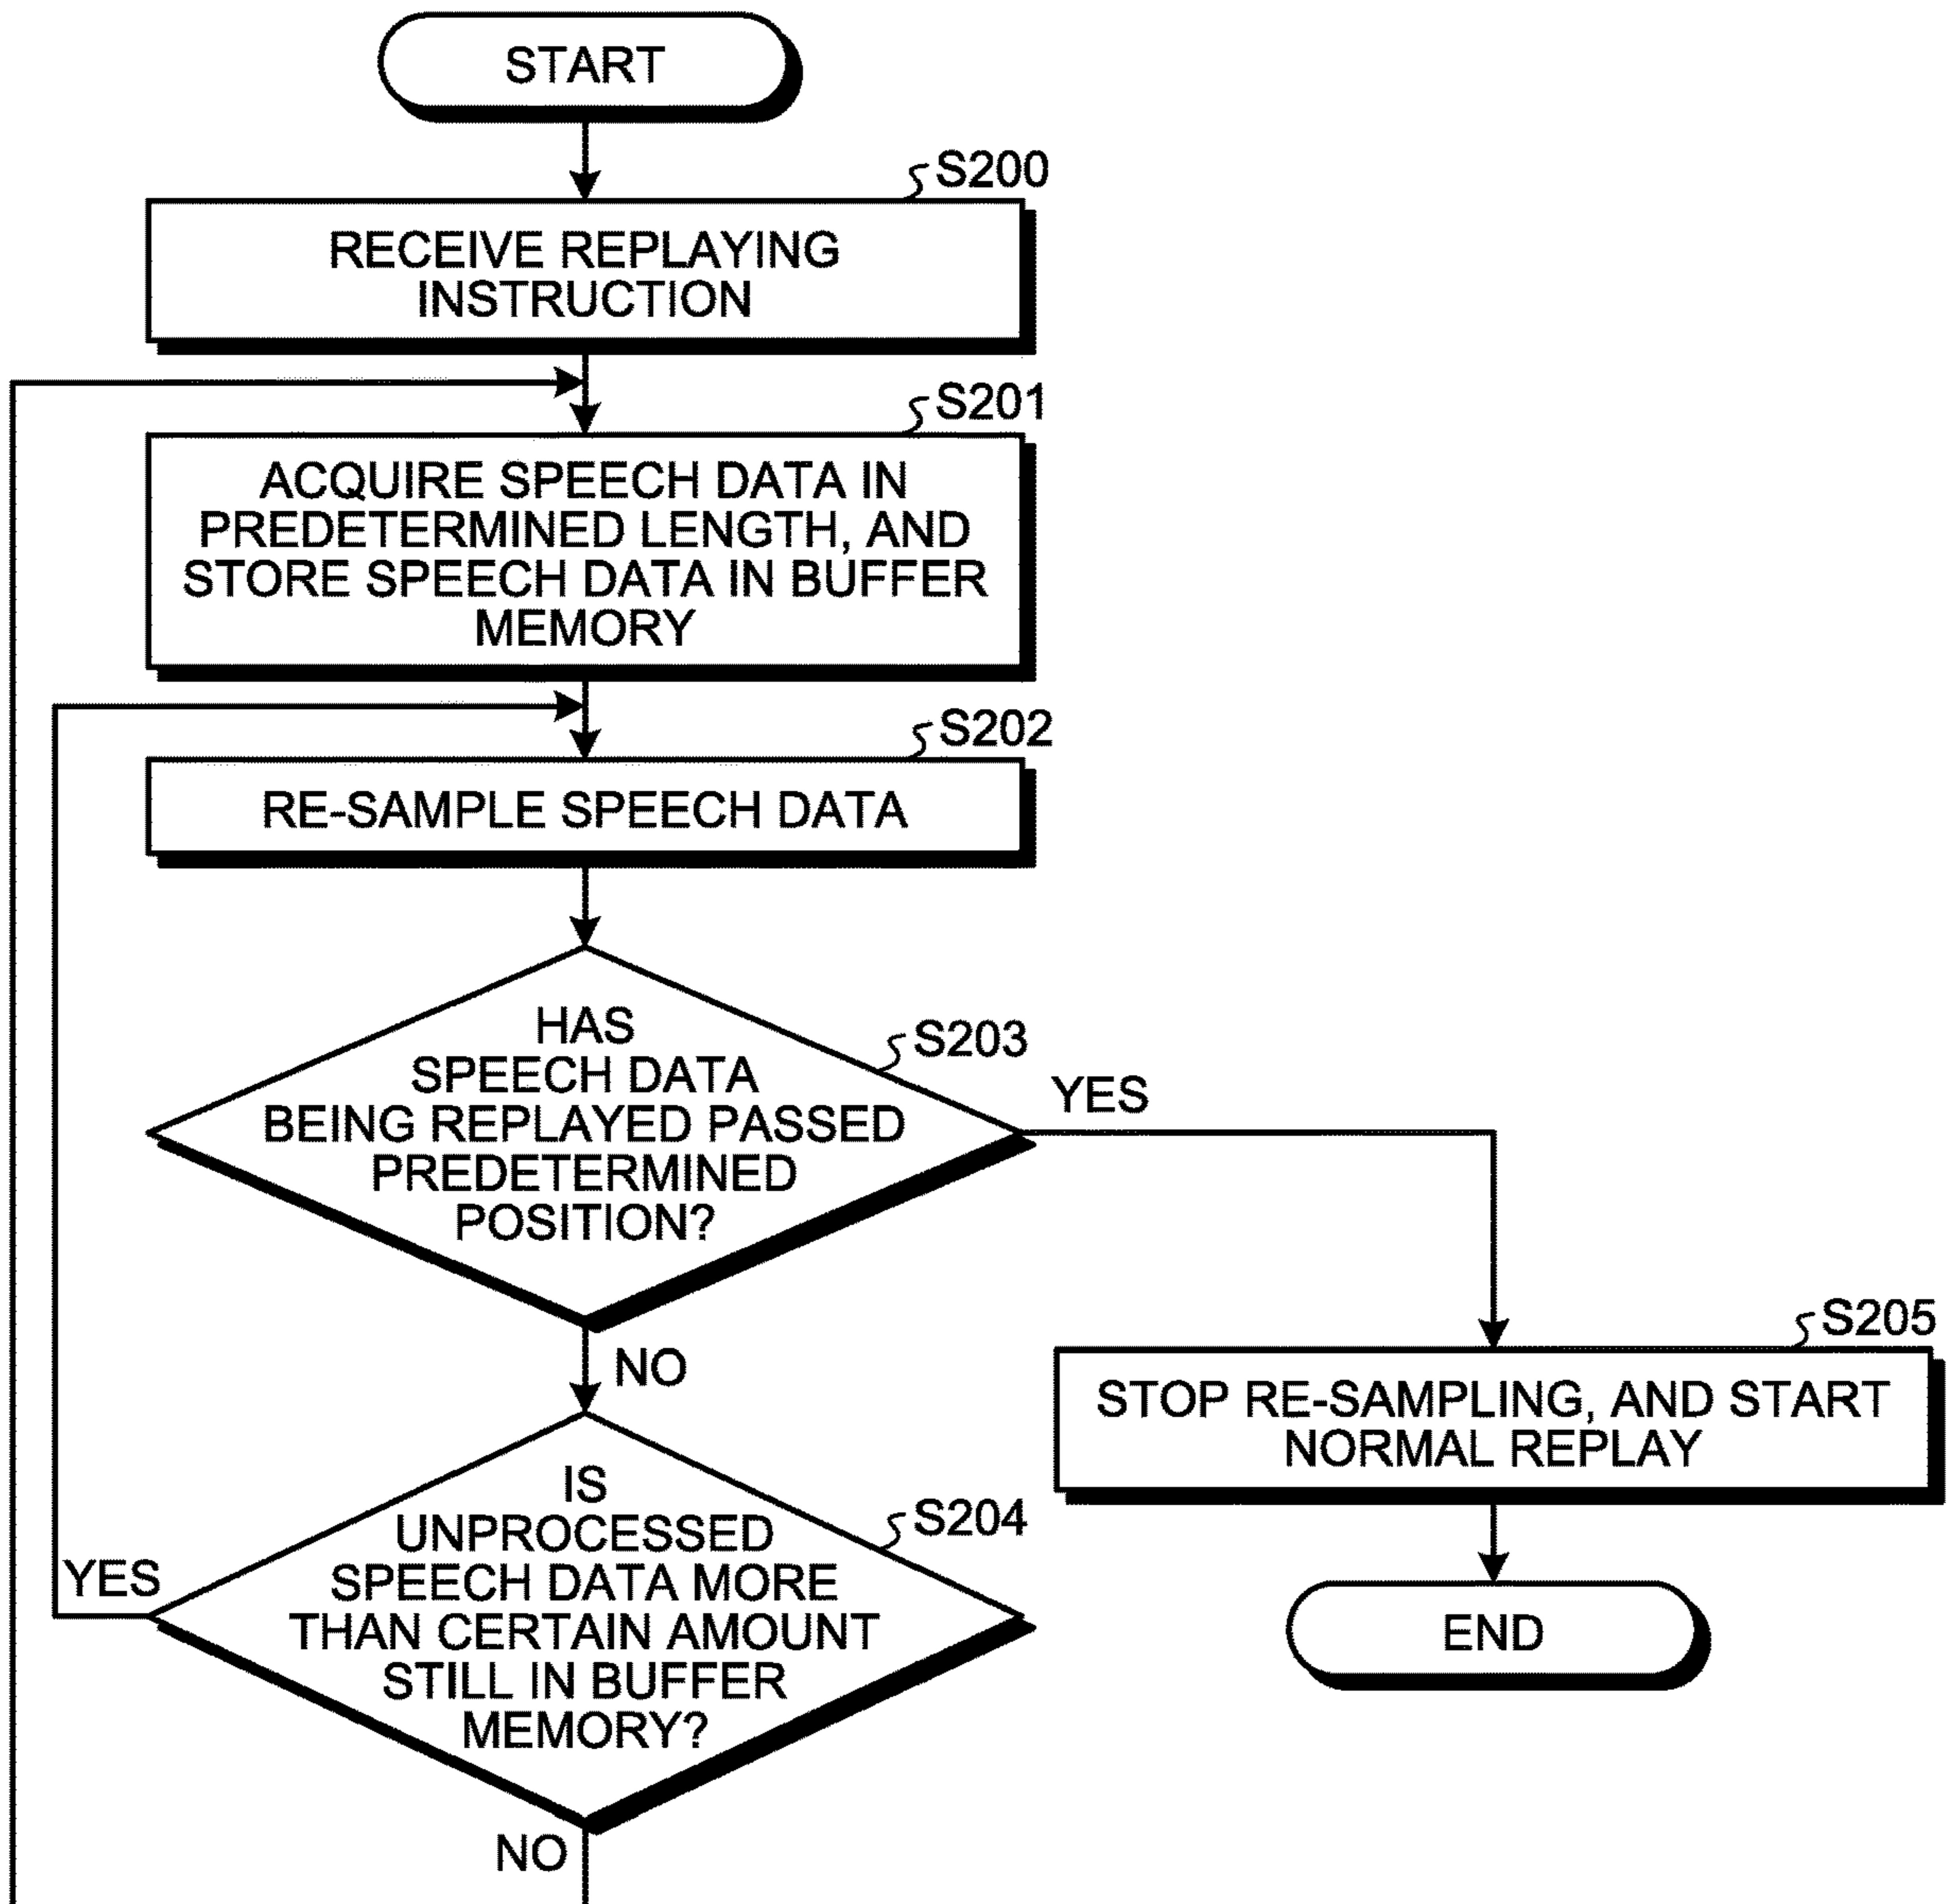 START
S200
RECEIVE REPLAYING
INSTRUCTION
S201
ACQUIRE SPEECH DATA IN
PREDETERMINED LENGTH, AND
STORE SPEECH DATA IN BUFFER
MEMORY
S202
RE-SAMPLE SPEECH DATA
S203
HAS
SPEECH DATA
BEING REPLAYED PASSED
PREDETERMINED
POSITION?
YES
NO
S204
IS
UNPROCESSED
SPEECH DATA MORE
THAN CERTAIN AMOUNT
STILL IN BUFFER
MEMORY?
YES
NO
S205
STOP RE-SAMPLING, AND START
NORMAL REPLAY
END